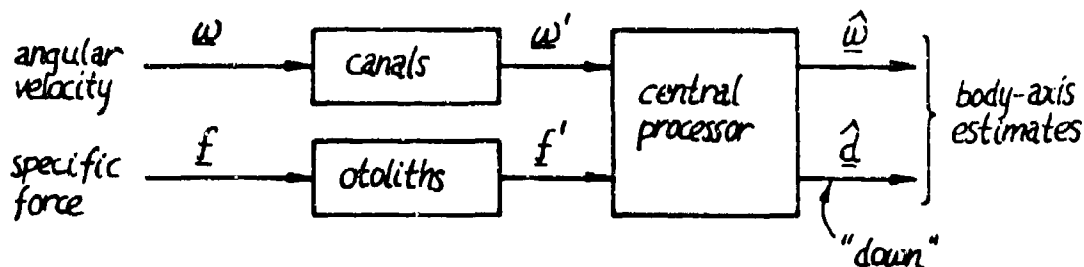 angular
velocity
ω
canals
ω'
central
processor
ω̂
body-axis
estimates
specific
force
f
otoliths
f'
d̂
"down"